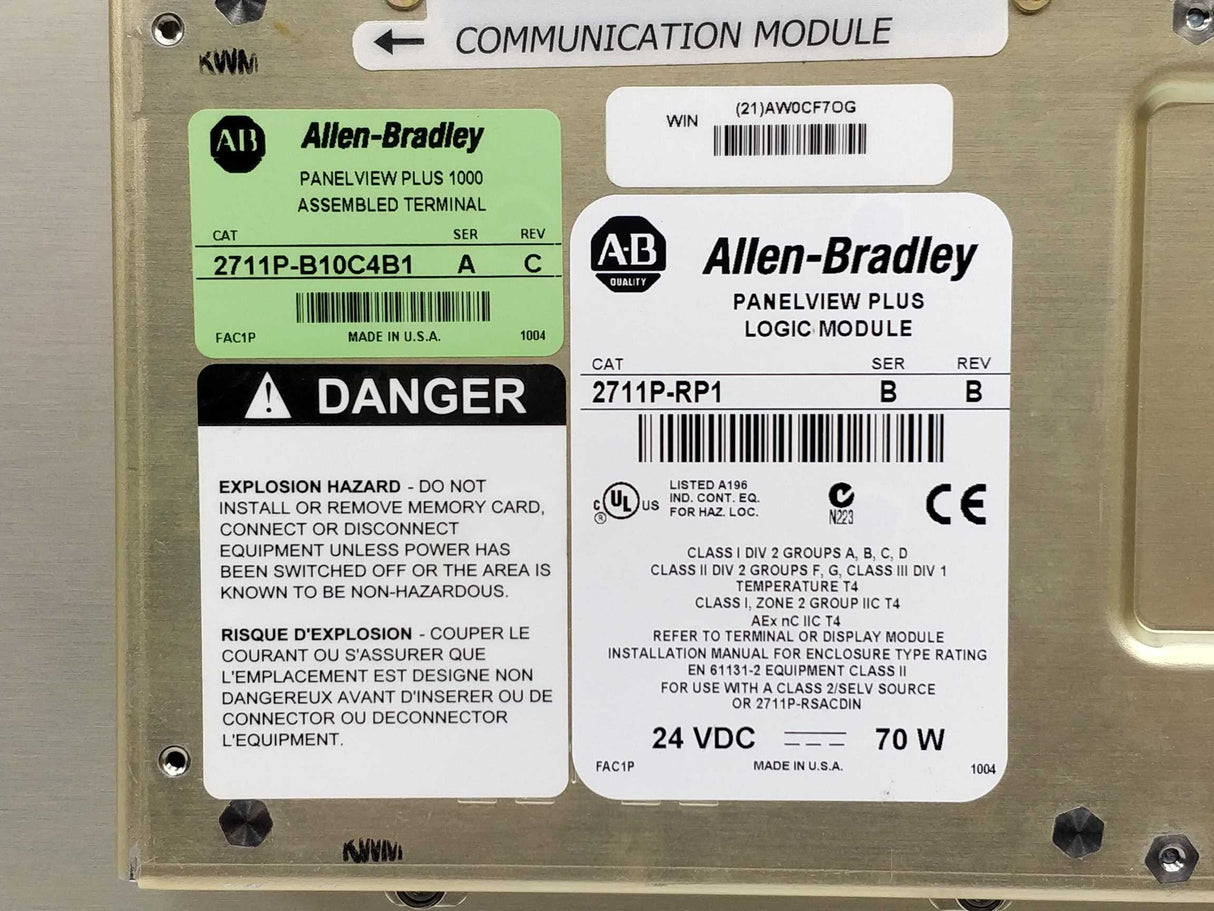 ← COMMUNICATION MODULE
KWM
AB Allen-Bradley
PANELVIEW PLUS 1000
ASSEMBLED TERMINAL
CAT SER REV
2711P-B10C4B1 A C
FAC1P MADE IN U.S.A. 1004
DANGER
EXPLOSION HAZARD - DO NOT
INSTALL OR REMOVE MEMORY CARD,
CONNECT OR DISCONNECT
EQUIPMENT UNLESS POWER HAS
BEEN SWITCHED OFF OR THE AREA IS
KNOWN TO BE NON-HAZARDOUS.
RISQUE D'EXPLOSION - COUPER LE
COURANT OU S'ASSURER QUE
L'EMPLACEMENT EST DESIGNE NON
DANGEREUX AVANT D'INSERER OU DE
CONNECTOR OU DECONNECTOR
L'EQUIPMENT.
KWM
WIN (21)AW0CF7OG
A-B QUALITY Allen-Bradley
PANELVIEW PLUS
LOGIC MODULE
CAT SER REV
2711P-RP1 B B
C UL US ®
LISTED A196
IND. CONT. EQ.
FOR HAZ. LOC.
N223
CE
CLASS I DIV 2 GROUPS A, B, C, D
CLASS II DIV 2 GROUPS F, G, CLASS III DIV 1
TEMPERATURE T4
CLASS I, ZONE 2 GROUP IIC T4
AEx nC IIC T4
REFER TO TERMINAL OR DISPLAY MODULE
INSTALLATION MANUAL FOR ENCLOSURE TYPE RATING
EN 61131-2 EQUIPMENT CLASS II
FOR USE WITH A CLASS 2/SELV SOURCE
OR 2711P-RSACDIN
24 VDC 70 W
FAC1P MADE IN U.S.A. 1004